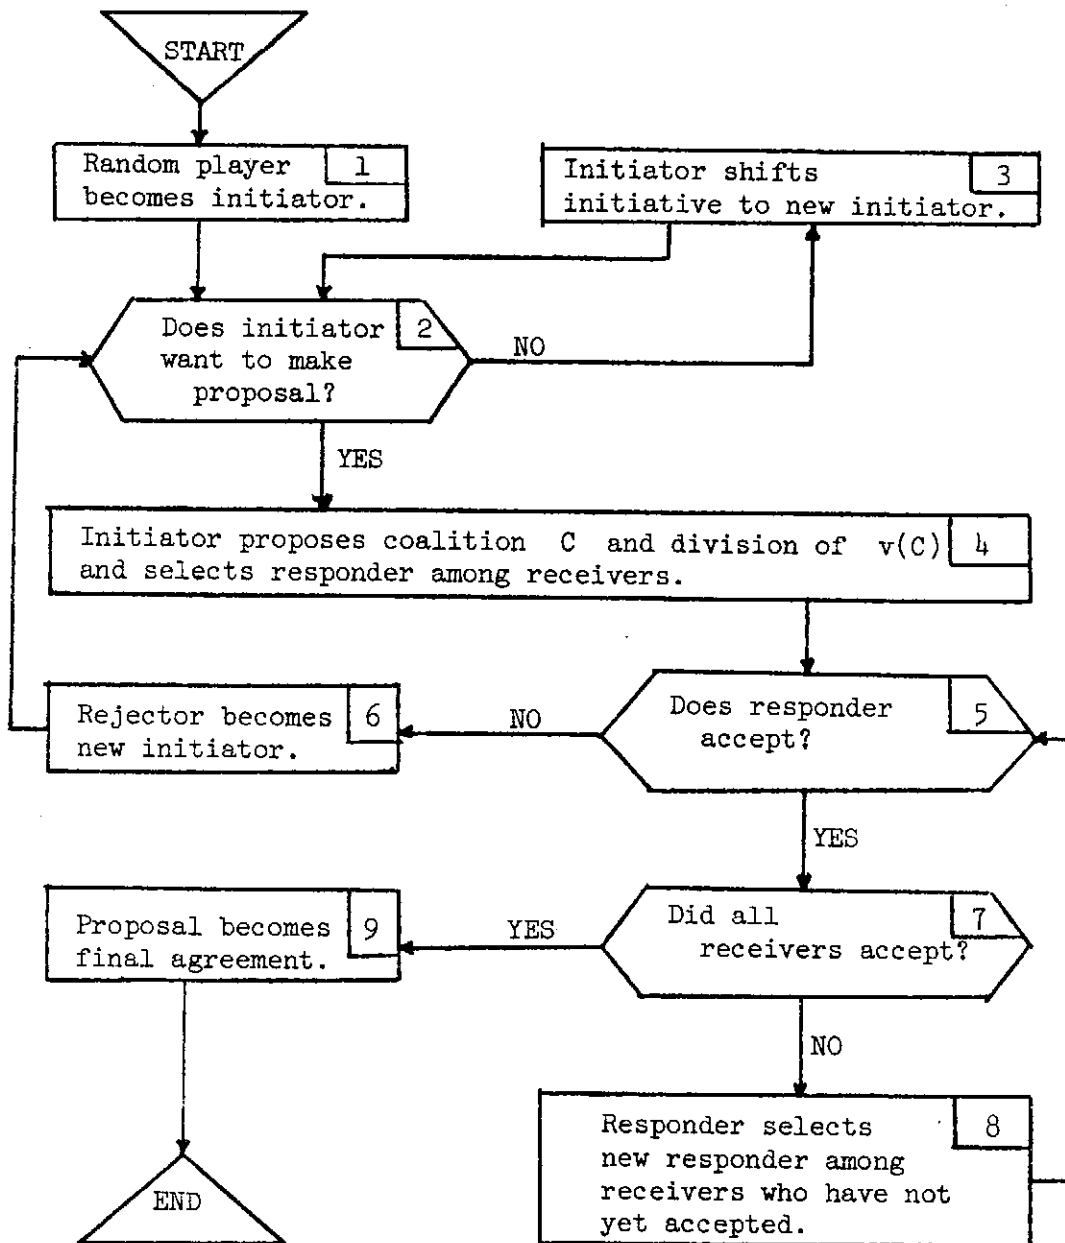 START
Random player 1
becomes initiator.
Initiator shifts 3
initiative to new initiator.
Does initiator 2
want to make
proposal?
NO
YES
Initiator proposes coalition C and division of v(C) 4
and selects responder among receivers.
Rejector becomes 6
new initiator.
NO
Does responder 5
accept?
YES
Proposal becomes 9
final agreement.
YES
Did all 7
receivers accept?
NO
Responder selects 8
new responder among
receivers who have not
yet accepted.
END